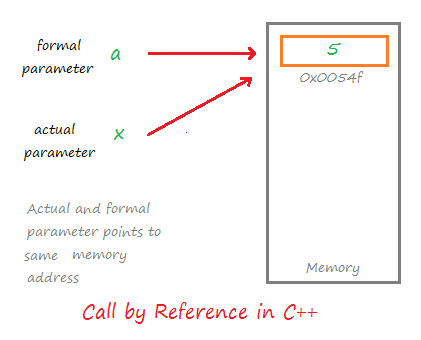 formal
parameter
a
5
0x0054f
actual
parameter
x
Actual and formal
parameter points to
same memory
address
Memory
Call by Reference in C++